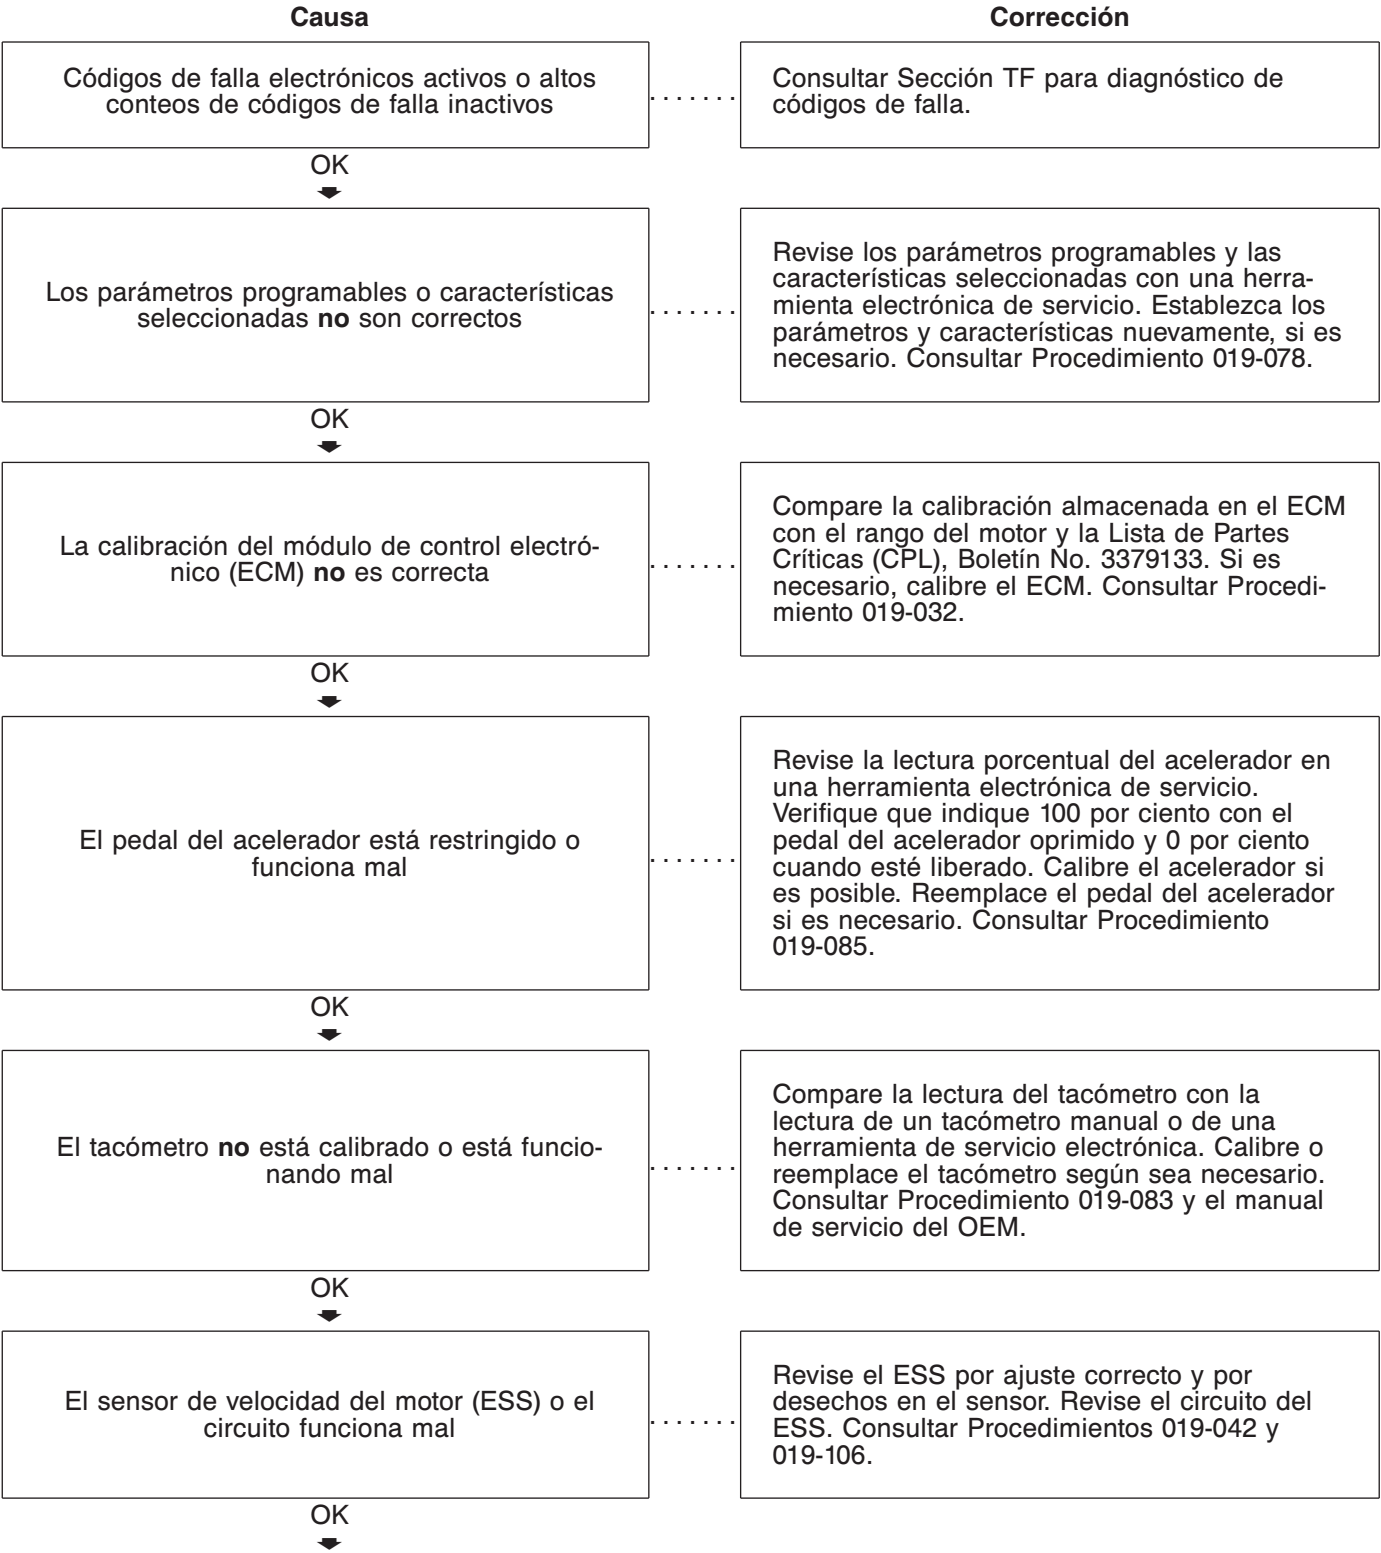 Causa
Corrección
Códigos de falla electrónicos activos o altos
conteos de códigos de falla inactivos
Consultar Sección TF para diagnóstico de
códigos de falla.
OK
Los parámetros programables o características
seleccionadas no son correctos
Revise los parámetros programables y las
características seleccionadas con una herra-
mienta electrónica de servicio. Establezca los
parámetros y características nuevamente, si es
necesario. Consultar Procedimiento 019-078.
OK
La calibración del módulo de control electró-
nico (ECM) no es correcta
Compare la calibración almacenada en el ECM
con el rango del motor y la Lista de Partes
Críticas (CPL), Boletín No. 3379133. Si es
necesario, calibre el ECM. Consultar Procedi-
miento 019-032.
OK
El pedal del acelerador está restringido o
funciona mal
Revise la lectura porcentual del acelerador en
una herramienta electrónica de servicio.
Verifique que indique 100 por ciento con el
pedal del acelerador oprimido y 0 por ciento
cuando esté liberado. Calibre el acelerador si
es posible. Reemplace el pedal del acelerador
si es necesario. Consultar Procedimiento
019-085.
OK
El tacómetro no está calibrado o está funcio-
nando mal
Compare la lectura del tacómetro con la
lectura de un tacómetro manual o de una
herramienta de servicio electrónica. Calibre o
reemplace el tacómetro según sea necesario.
Consultar Procedimiento 019-083 y el manual
de servicio del OEM.
OK
El sensor de velocidad del motor (ESS) o el
circuito funciona mal
Revise el ESS por ajuste correcto y por
desechos en el sensor. Revise el circuito del
ESS. Consultar Procedimientos 019-042 y
019-106.
OK